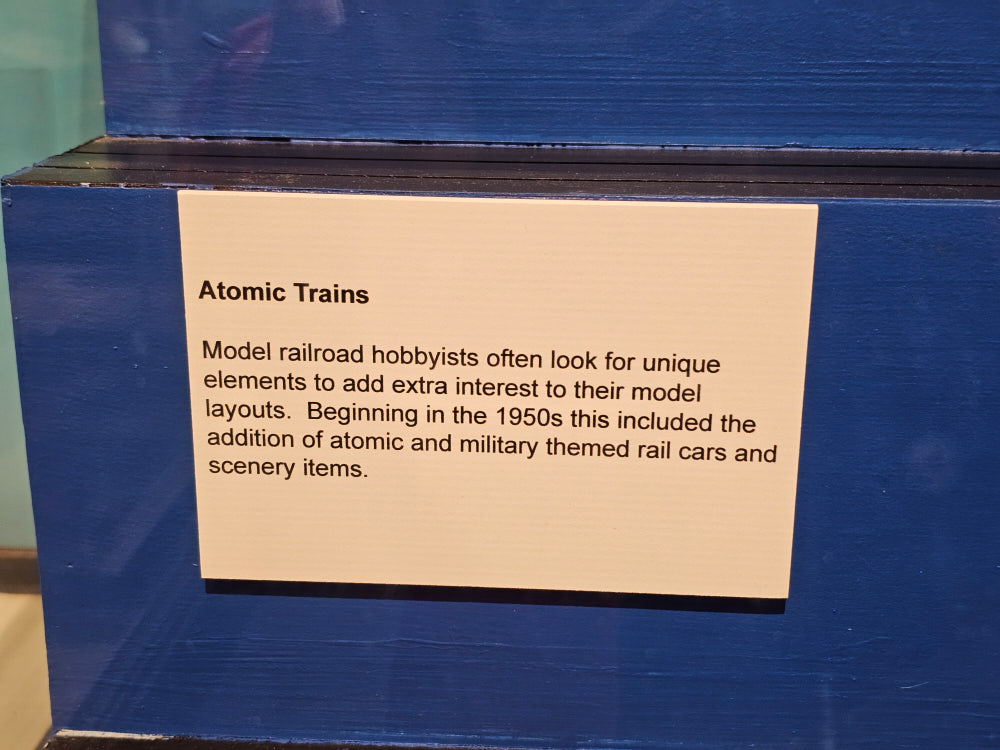 Atomic Trains
Model railroad hobbyists often look for unique
elements to add extra interest to their model
layouts.  Beginning in the 1950s this included the
addition of atomic and military themed rail cars and
scenery items.